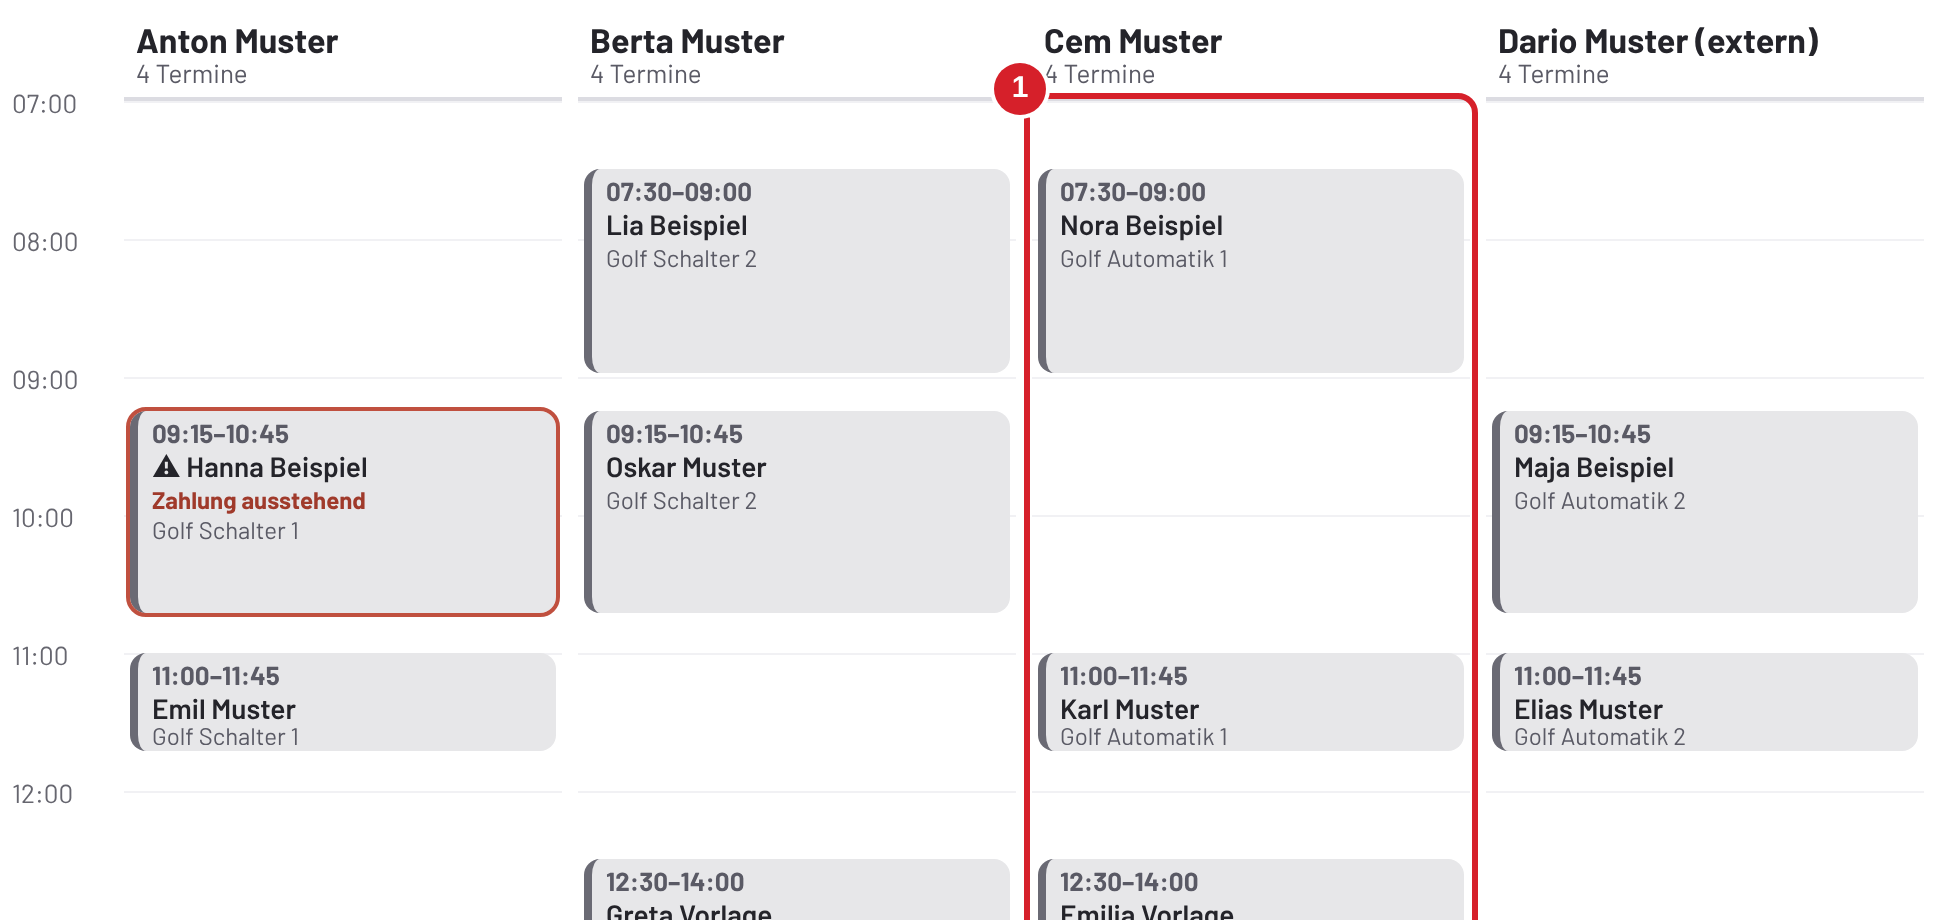 Anton Muster
4 Termine
Berta Muster
4 Termine
Cem Muster
4 Termine
Dario Muster (extern)
4 Termine
1
07:00
08:00
09:00
10:00
11:00
12:00
09:15–10:45
Hanna Beispiel
Zahlung ausstehend
Golf Schalter 1
11:00–11:45
Emil Muster
Golf Schalter 1
07:30–09:00
Lia Beispiel
Golf Schalter 2
09:15–10:45
Oskar Muster
Golf Schalter 2
12:30–14:00
Greta Vorlage
07:30–09:00
Nora Beispiel
Golf Automatik 1
11:00–11:45
Karl Muster
Golf Automatik 1
12:30–14:00
Emilia Vorlage
09:15–10:45
Maja Beispiel
Golf Automatik 2
11:00–11:45
Elias Muster
Golf Automatik 2